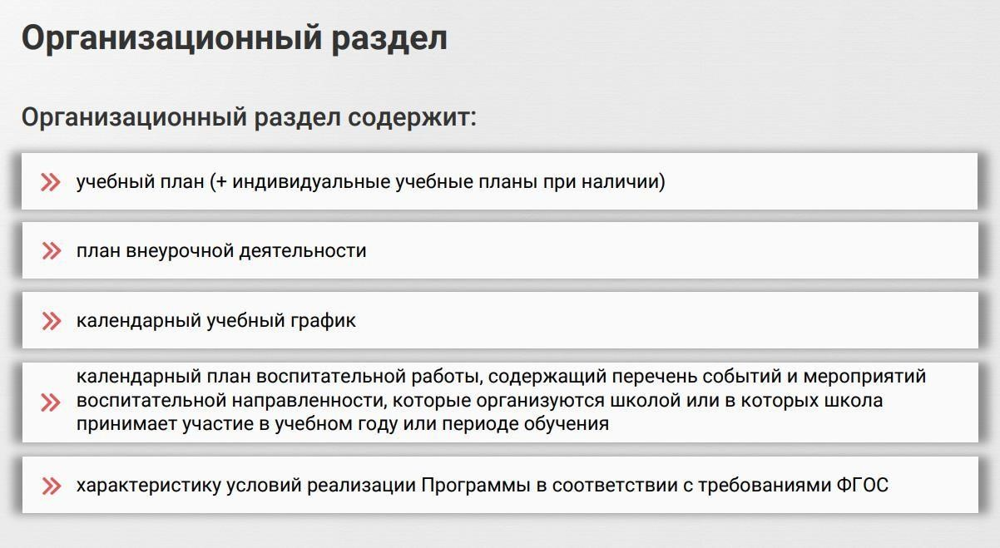 Организационный раздел
Организационный раздел содержит:
учебный план (+ индивидуальные учебные планы при наличии)
план внеурочной деятельности
календарный учебный график
календарный план воспитательной работы, содержащий перечень событий и мероприятий
воспитательной направленности, которые организуются школой или в которых школа
принимает участие в учебном году или периоде обучения
характеристику условий реализации Программы в соответствии с требованиями ФГОС